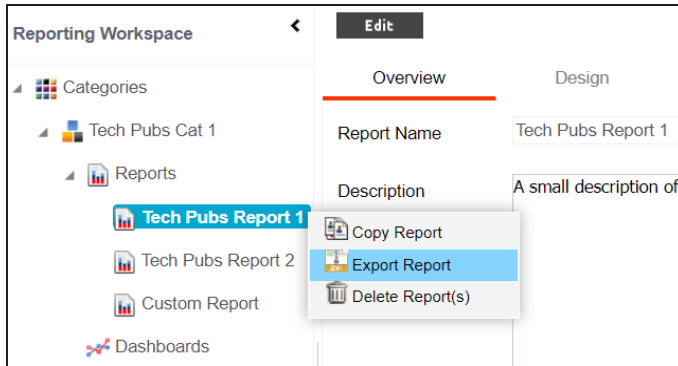 Reporting Workspace
Edit
Categories
Overview
Design
Tech Pubs Cat 1
Report Name
Tech Pubs Report 1
Reports
Description
A small description of
Tech Pubs Report 1
Copy Report
Tech Pubs Report 2
Export Report
Custom Report
Delete Report(s)
Dashboards